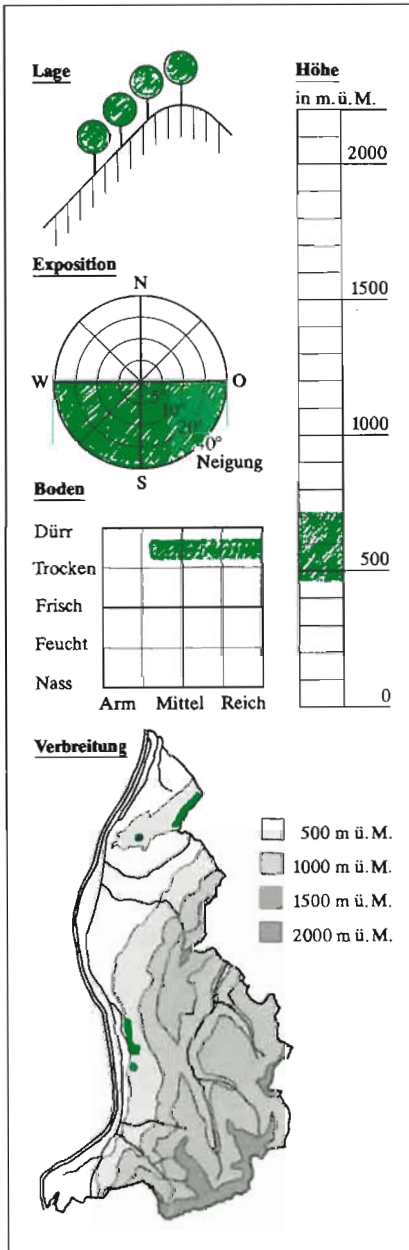 Lage
Höhe
in m. ü. M.
2000
1500
1000
500
0
Exposition
N
W
O
S
5°
10°
20°
40°
Neigung
Boden
Dürr
Trocken
Frisch
Feucht
Nass
Arm Mittel Reich
Verbreitung
500 m ü. M.
1000 m ü. M.
1500 m ü. M.
2000 m ü. M.